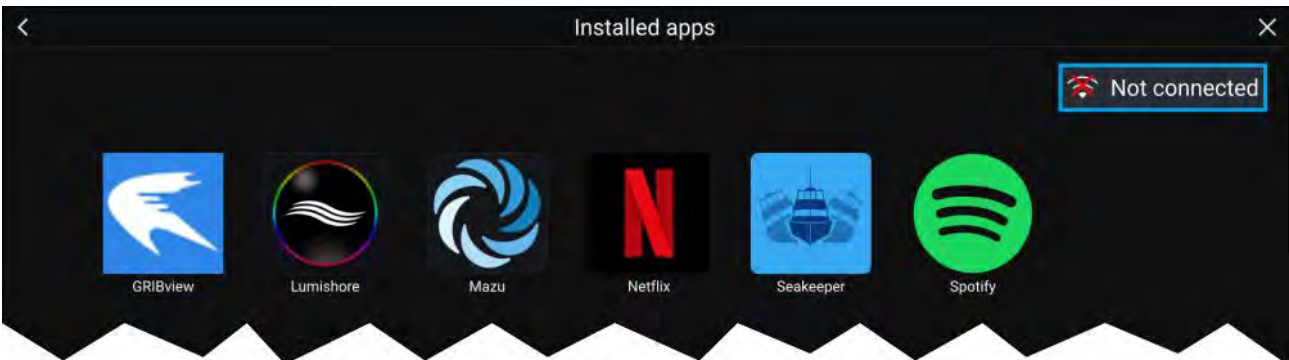 Installed apps
Not connected
N
GRIBview Lumishore Mazu Netflix Seakeeper Spotify